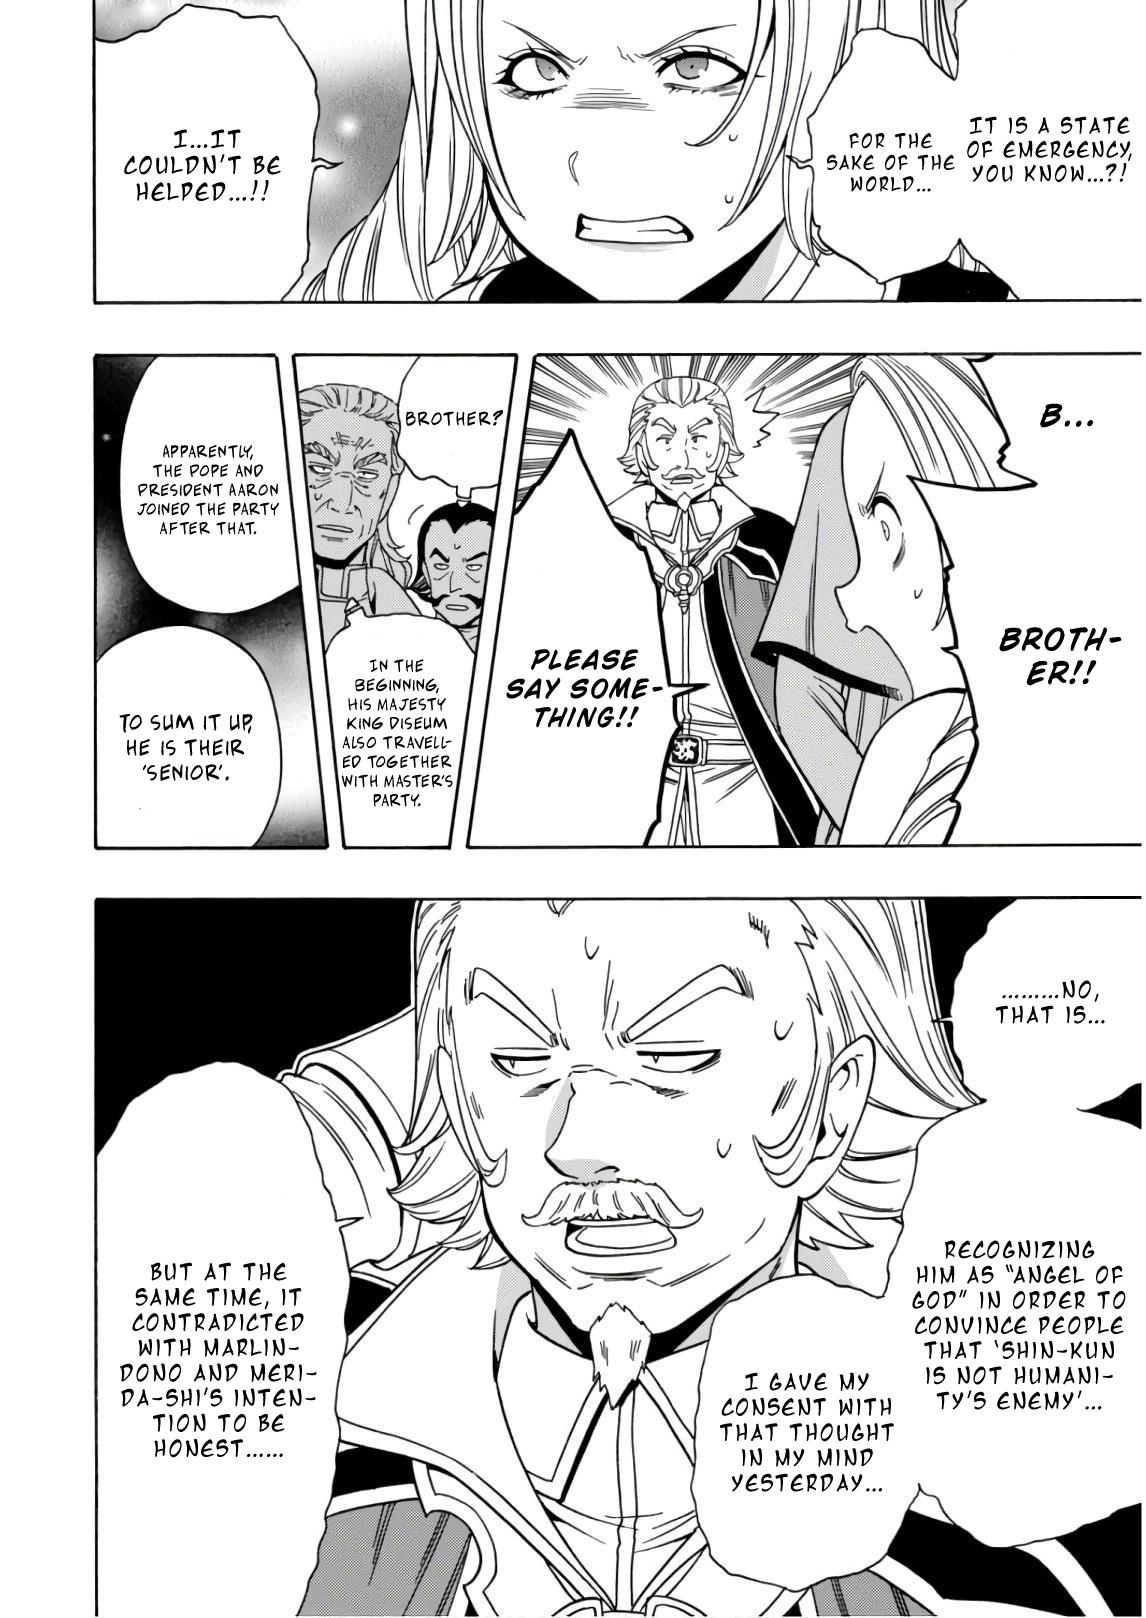 IT IS A STATE
OF EMERGENCY,
YOU KNOW...?!
FOR THE
SAKE OF THE
WORLD...
I...IT
COULDN'T BE
HELPED...!!
B...
BROTH-
ER!!
PLEASE
SAY SOME-
THING!!
BROTHER?
IN THE
BEGINNING,
HIS MAJESTY
KING DISEUM
ALSO TRAVELL-
ED TOGETHER
WITH MASTER'S
PARTY.
APPARENTLY,
THE POPE AND
PRESIDENT AARON
JOINED THE PARTY
AFTER THAT.
TO SUM IT UP,
HE IS THEIR
'SENIOR'.
.........NO,
THAT IS...
RECOGNIZING
HIM AS "ANGEL OF
GOD" IN ORDER TO
CONVINCE PEOPLE
THAT 'SHIN-KUN
IS NOT HUMANI-
TY'S ENEMY'...
I GAVE MY
CONSENT WITH
THAT THOUGHT
IN MY MIND
YESTERDAY...
BUT AT THE
SAME TIME, IT
CONTRADICTED
WITH MARLIN-
DONO AND MERI-
DA-SHI'S INTEN-
TION TO BE
HONEST......